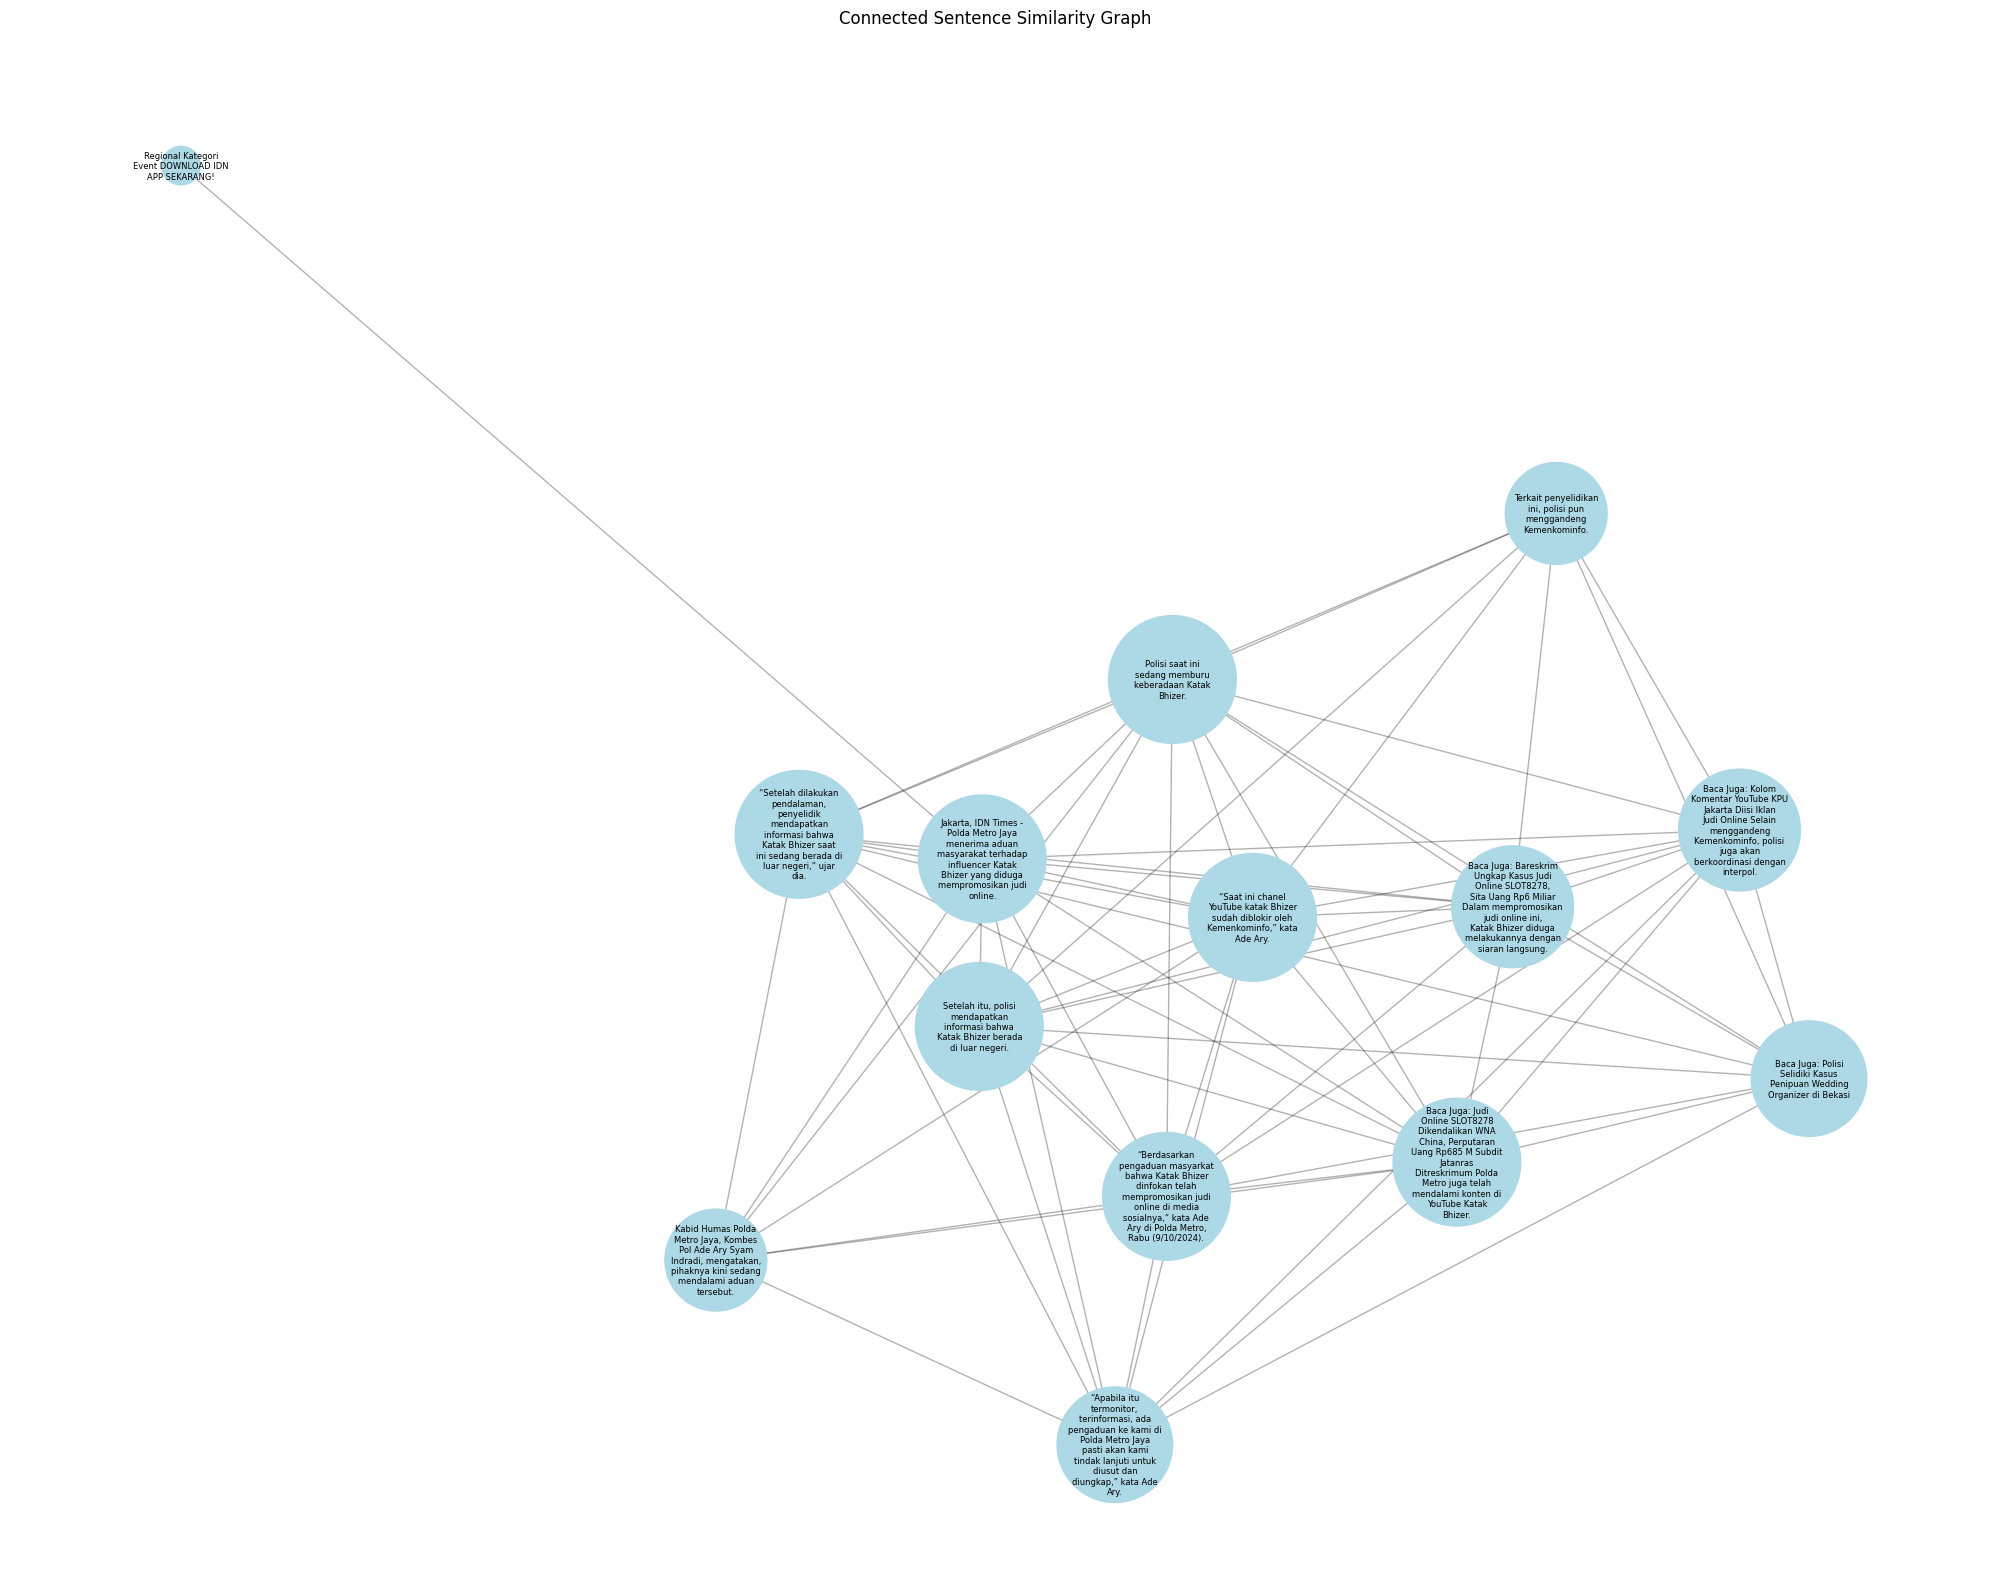 Connected Sentence Similarity Graph
Regional Kategori
Event DOWNLOAD IDN
APP SEKARANG!
Terkait penyelidikan
ini, polisi pun
menggandeng
Kemenkominfo.
Polisi saat ini
sedang memburu
keberadaan Katak
Bhizer.
“Setelah dilakukan
pendalaman,
penyelidik
mendapatkan
informasi bahwa
Katak Bhizer saat
ini sedang berada di
luar negeri,” ujar
dia.
Jakarta, IDN Times -
Polda Metro Jaya
menerima aduan
masyarakat terhadap
influencer Katak
Bhizer yang diduga
mempromosikan judi
online.
“Saat ini chanel
YouTube katak Bhizer
sudah diblokir oleh
Kemenkominfo,” kata
Ade Ary.
Baca Juga: Bareskrim
Ungkap Kasus Judi
Online SLOT8278,
Sita Uang Rp6 Miliar
Dalam mempromosikan
judi online ini,
Katak Bhizer diduga
melakukannya dengan
siaran langsung.
Baca Juga: Kolom
Komentar YouTube KPU
Jakarta Diisi Iklan
Judi Online Selain
menggandeng
Kemenkominfo, polisi
juga akan
berkoordinasi dengan
interpol.
Setelah itu, polisi
mendapatkan
informasi bahwa
Katak Bhizer berada
di luar negeri.
Baca Juga: Polisi
Selidiki Kasus
Penipuan Wedding
Organizer di Bekasi
Baca Juga: Judi
Online SLOT8278
Dikendalikan WNA
China, Perputaran
Uang Rp685 M Subdit
Jatanras
Ditreskrimum Polda
Metro juga telah
mendalami konten di
YouTube Katak
Bhizer.
“Berdasarkan
pengaduan masyarkat
bahwa Katak Bhizer
dinfokan telah
mempromosikan judi
online di media
sosialnya,” kata Ade
Ary di Polda Metro,
Rabu (9/10/2024).
Kabid Humas Polda
Metro Jaya, Kombes
Pol Ade Ary Syam
Indradi, mengatakan,
pihaknya kini sedang
mendalami aduan
tersebut.
“Apabila itu
termonitor,
terinformasi, ada
pengaduan ke kami di
Polda Metro Jaya
pasti akan kami
tindak lanjuti untuk
diusut dan
diungkap,” kata Ade
Ary.